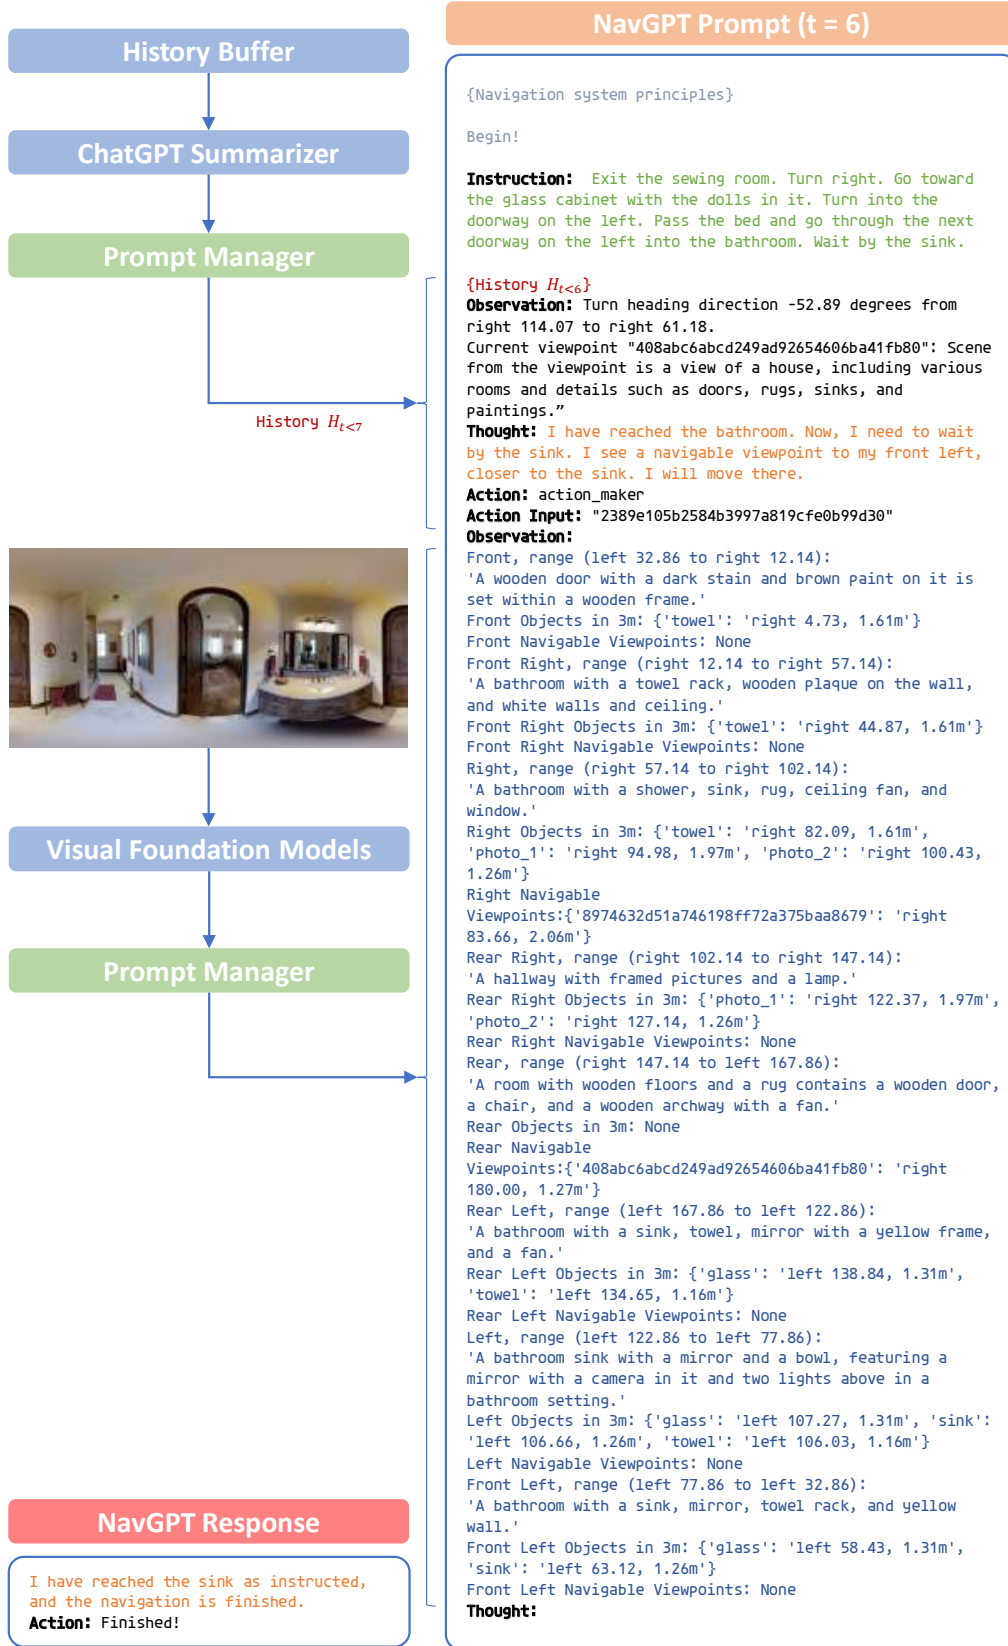 History Buffer
ChatGPT Summarizer
Prompt Manager
History H_{t<7}
Visual Foundation Models
Prompt Manager
NavGPT Response
I have reached the sink as instructed,
and the navigation is finished.
Action: Finished!
NavGPT Prompt (t = 6)
{Navigation system principles}
Begin!
Instruction: Exit the sewing room. Turn right. Go toward
the glass cabinet with the dolls in it. Turn into the
doorway on the left. Pass the bed and go through the next
doorway on the left into the bathroom. Wait by the sink.
{History H_{t<6}}
Observation: Turn heading direction -52.89 degrees from
right 114.07 to right 61.18.
Current viewpoint "408abc6abcd249ad92654606ba41fb80": Scene
from the viewpoint is a view of a house, including various
rooms and details such as doors, rugs, sinks, and
paintings.”
Thought: I have reached the bathroom. Now, I need to wait
by the sink. I see a navigable viewpoint to my front left,
closer to the sink. I will move there.
Action: action_maker
Action Input: "2389e105b2584b3997a819cfe0b99d30"
Observation:
Front, range (left 32.86 to right 12.14):
'A wooden door with a dark stain and brown paint on it is
set within a wooden frame.'
Front Objects in 3m: {'towel': 'right 4.73, 1.61m'}
Front Navigable Viewpoints: None
Front Right, range (right 12.14 to right 57.14):
'A bathroom with a towel rack, wooden plaque on the wall,
and white walls and ceiling.'
Front Right Objects in 3m: {'towel': 'right 44.87, 1.61m'}
Front Right Navigable Viewpoints: None
Right, range (right 57.14 to right 102.14):
'A bathroom with a shower, sink, rug, ceiling fan, and
window.'
Right Objects in 3m: {'towel': 'right 82.09, 1.61m',
'photo_1': 'right 94.98, 1.97m', 'photo_2': 'right 100.43,
1.26m'}
Right Navigable
Viewpoints:{'8974632d51a746198ff72a375baa8679': 'right
83.66, 2.06m'}
Rear Right, range (right 102.14 to right 147.14):
'A hallway with framed pictures and a lamp.'
Rear Right Objects in 3m: {'photo_1': 'right 122.37, 1.97m',
'photo_2': 'right 127.14, 1.26m'}
Rear Right Navigable Viewpoints: None
Rear, range (right 147.14 to left 167.86):
'A room with wooden floors and a rug contains a wooden door,
a chair, and a wooden archway with a fan.'
Rear Objects in 3m: None
Rear Navigable
Viewpoints:{'408abc6abcd249ad92654606ba41fb80': 'right
180.00, 1.27m'}
Rear Left, range (left 167.86 to left 122.86):
'A bathroom with a sink, towel, mirror with a yellow frame,
and a fan.'
Rear Left Objects in 3m: {'glass': 'left 138.84, 1.31m',
'towel': 'left 134.65, 1.16m'}
Rear Left Navigable Viewpoints: None
Left, range (left 122.86 to left 77.86):
'A bathroom sink with a mirror and a bowl, featuring a
mirror with a camera in it and two lights above in a
bathroom setting.'
Left Objects in 3m: {'glass': 'left 107.27, 1.31m', 'sink':
'left 106.66, 1.26m', 'towel': 'left 106.03, 1.16m'}
Left Navigable Viewpoints: None
Front Left, range (left 77.86 to left 32.86):
'A bathroom with a sink, mirror, towel rack, and yellow
wall.'
Front Left Objects in 3m: {'glass': 'left 58.43, 1.31m',
'sink': 'left 63.12, 1.26m'}
Front Left Navigable Viewpoints: None
Thought: